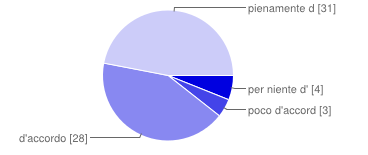 pienamente d [31]
per niente d' [4]
poco d'accord [3]
d'accordo [28]